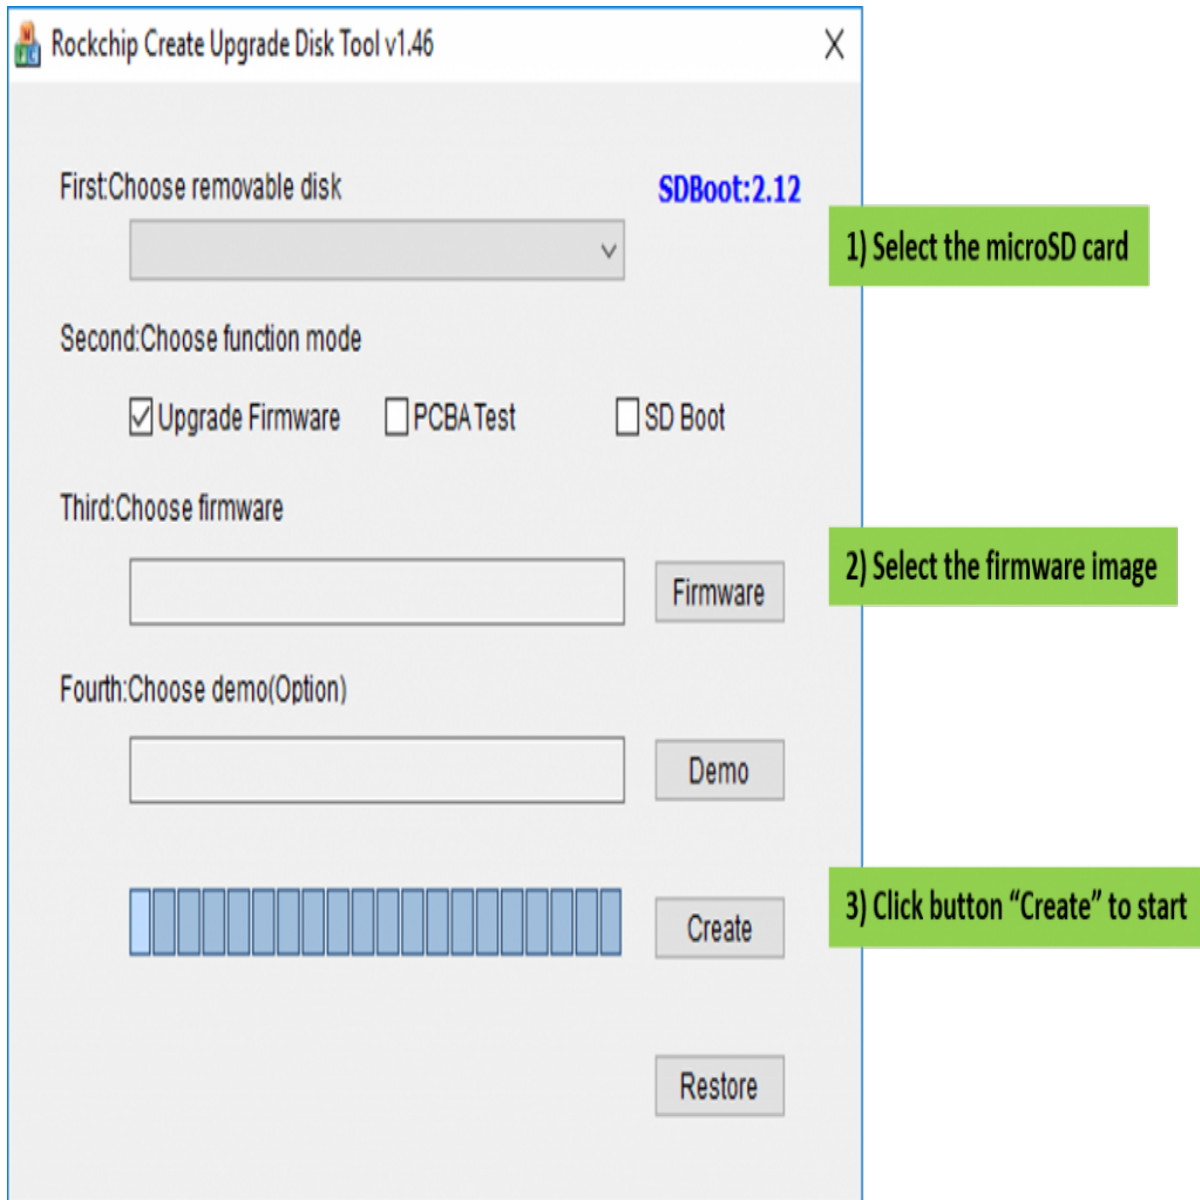 Rockchip Create Upgrade Disk Tool v1.46
First:Choose removable disk
SDBoot:2.12
1) Select the microSD card
Second:Choose function mode
Upgrade Firmware
PCBA Test
SD Boot
Third:Choose firmware
Firmware
2) Select the firmware image
Fourth:Choose demo(Option)
Demo
Create
3) Click button “Create” to start
Restore